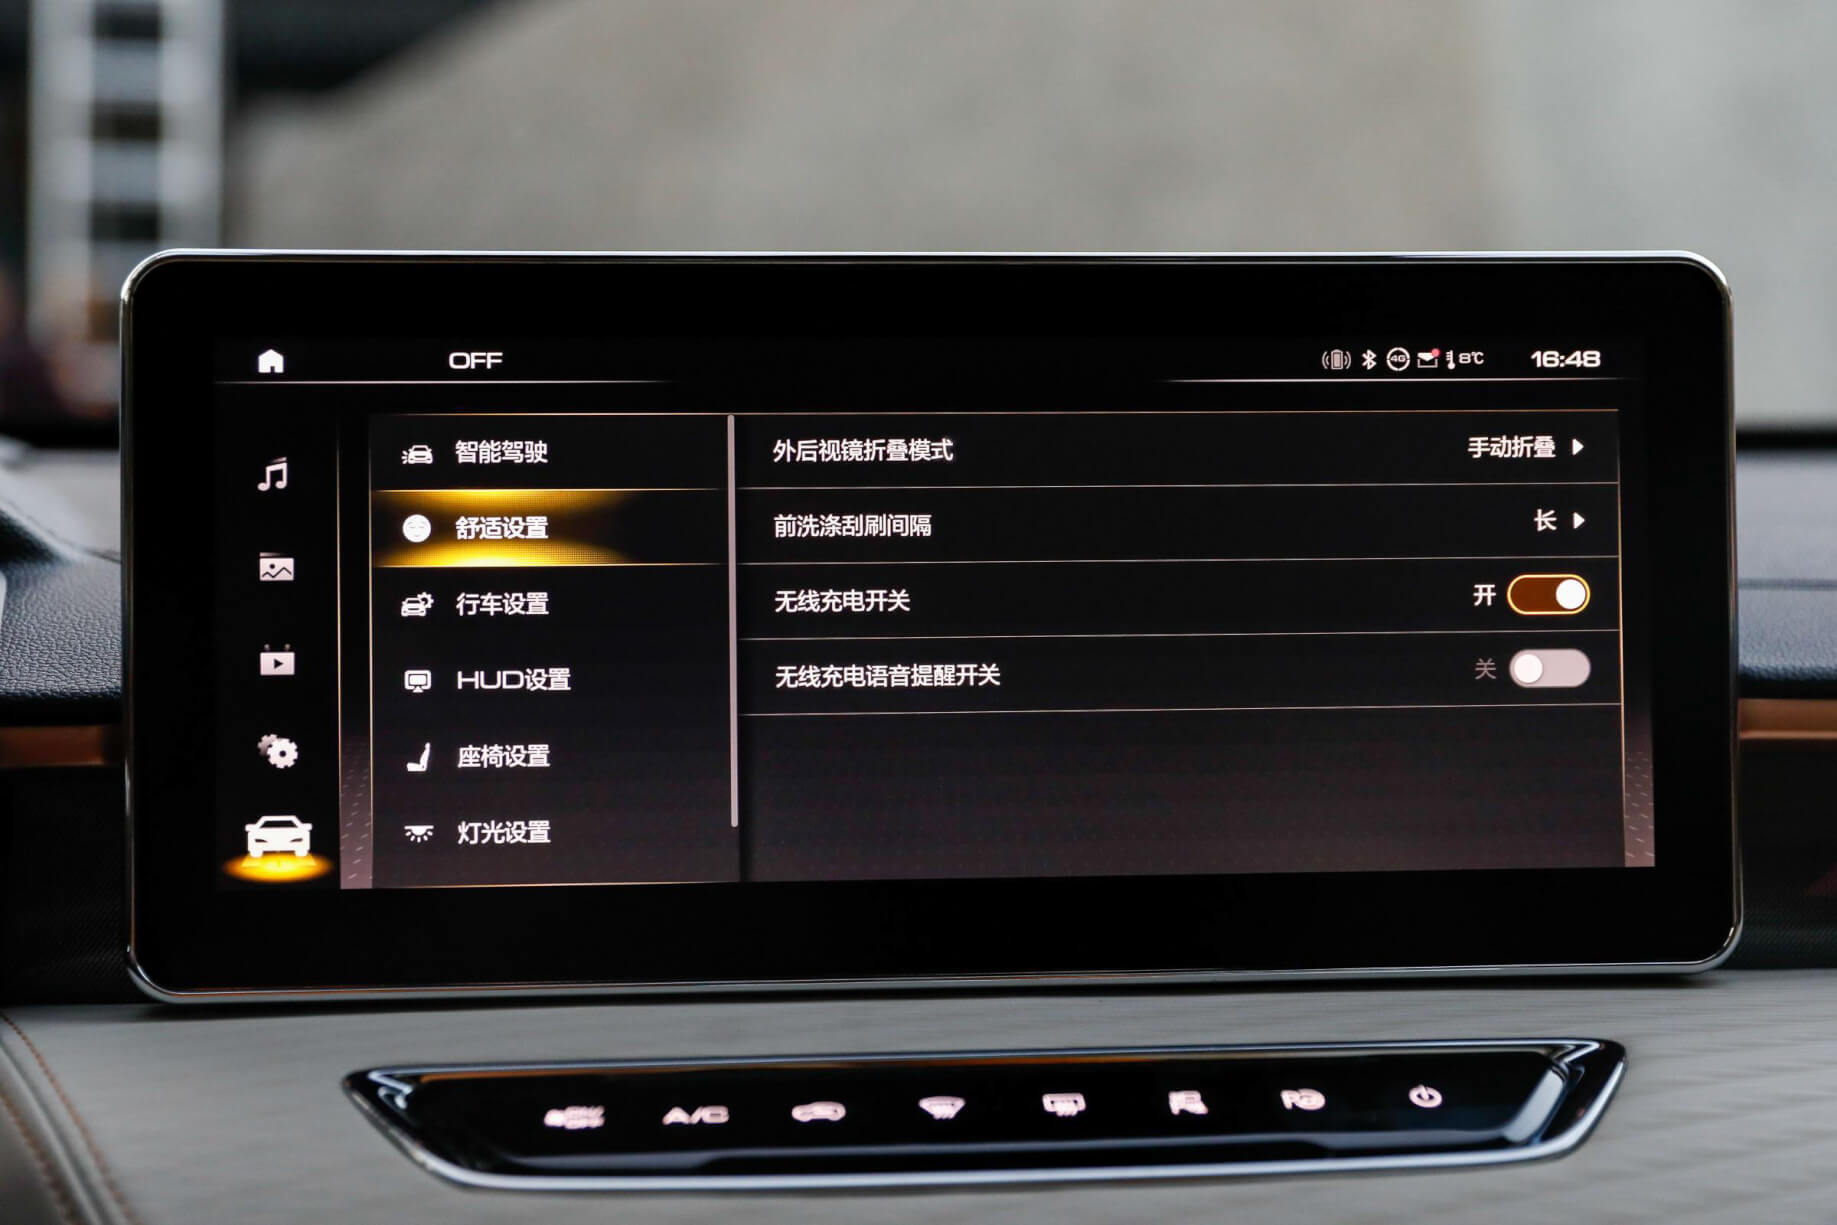 OFF
4G
8℃
16:48
智能驾驶
舒适设置
行车设置
HUD设置
座椅设置
灯光设置
外后视镜折叠模式
手动折叠
前洗涤刮刷间隔
长
无线充电开关
开
无线充电语音提醒开关
关
A/C